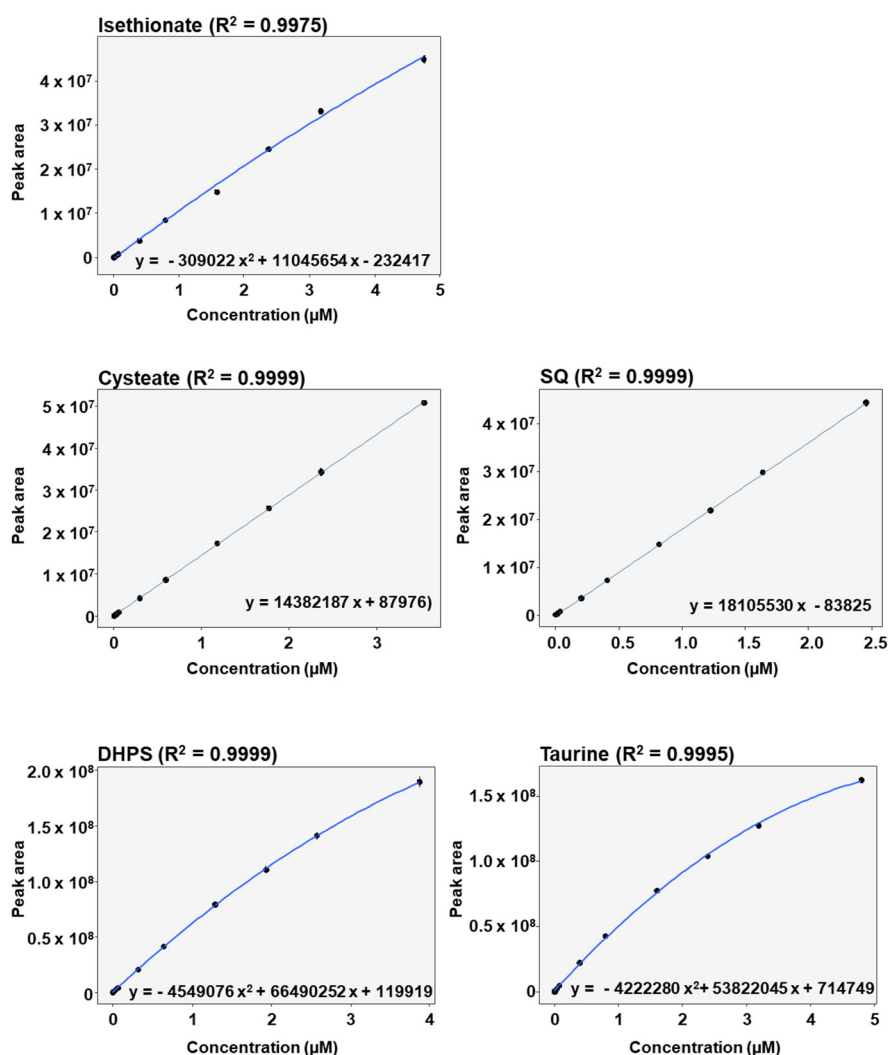 Isethionate (R² = 0.9975)
Peak area
4 x 10⁷
3 x 10⁷
2 x 10⁷
1 x 10⁷
0
y = - 309022 x² + 11045654 x - 232417
0 1 2 3 4 5
Concentration (µM)
Cysteate (R² = 0.9999)
Peak area
5 x 10⁷
4 x 10⁷
3 x 10⁷
2 x 10⁷
1 x 10⁷
0
y = 14382187 x + 87976)
0 1 2 3
Concentration (µM)
SQ (R² = 0.9999)
Peak area
4 x 10⁷
3 x 10⁷
2 x 10⁷
1 x 10⁷
0
y = 18105530 x - 83825
0.0 0.5 1.0 1.5 2.0 2.5
Concentration (µM)
DHPS (R² = 0.9999)
Peak area
2.0 x 10⁸
1.5 x 10⁸
1.0 x 10⁸
0.5 x 10⁸
0
y = - 4549076 x² + 66490252 x + 119919
0 1 2 3 4
Concentration (µM)
Taurine (R² = 0.9995)
Peak area
1.5 x 10⁸
1.0 x 10⁸
0.5 x 10⁸
0
y = - 4222280 x² + 53822045 x + 714749
0 1 2 3 4 5
Concentration (µM)